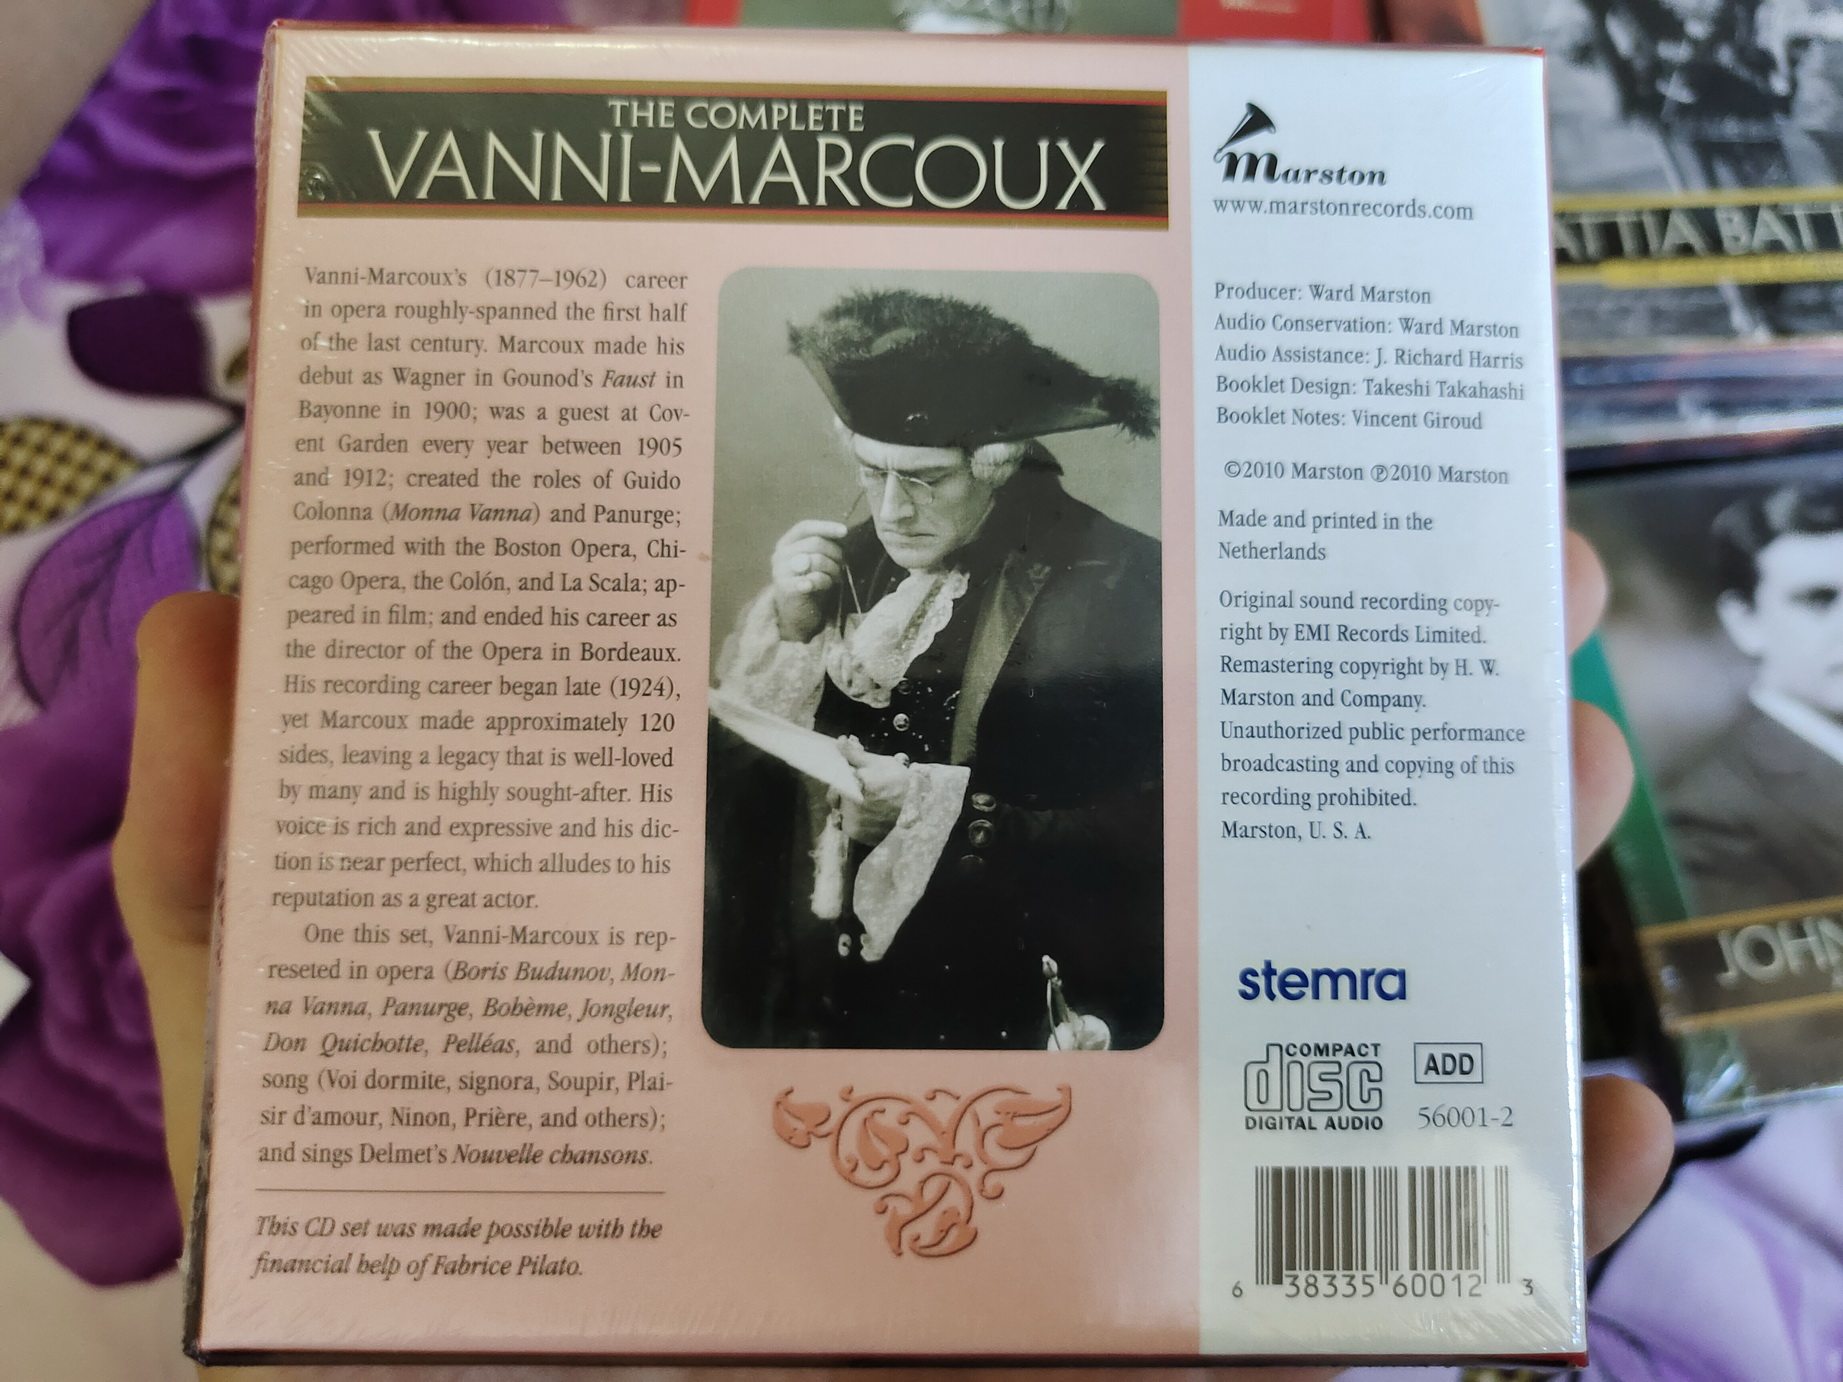 THE COMPLETE
VANNI-MARCOUX
Vanni-Marcoux's (1877–1962) career
in opera roughly-spanned the first half
of the last century. Marcoux made his
debut as Wagner in Gounod's Faust in
Bayonne in 1900; was a guest at Cov-
ent Garden every year between 1905
and 1912; created the roles of Guido
Colonna (Monna Vanna) and Panurge;
performed with the Boston Opera, Chi-
cago Opera, the Colón, and La Scala; ap-
peared in film; and ended his career as
the director of the Opera in Bordeaux.
His recording career began late (1924),
yet Marcoux made approximately 120
sides, leaving a legacy that is well-loved
by many and is highly sought-after. His
voice is rich and expressive and his dic-
tion is near perfect, which alludes to his
reputation as a great actor.
One this set, Vanni-Marcoux is rep-
reseted in opera (Boris Budunov, Mon-
na Vanna, Panurge, Bohème, Jongleur,
Don Quichotte, Pelléas, and others);
song (Voi dormite, signora, Soupir, Plai-
sir d'amour, Ninon, Prière, and others);
and sings Delmet's Nouvelle chansons.
This CD set was made possible with the
financial help of Fabrice Pilato.
Marston
www.marstonrecords.com
Producer: Ward Marston
Audio Conservation: Ward Marston
Audio Assistance: J. Richard Harris
Booklet Design: Takeshi Takahashi
Booklet Notes: Vincent Giroud
©2010 Marston ℗2010 Marston
Made and printed in the
Netherlands
Original sound recording copy-
right by EMI Records Limited.
Remastering copyright by H. W.
Marston and Company.
Unauthorized public performance
broadcasting and copying of this
recording prohibited.
Marston, U. S. A.
stemra
COMPACT
disc
DIGITAL AUDIO
ADD
56001-2
6 38335 60012 3
ATTIA BATT
JOHN